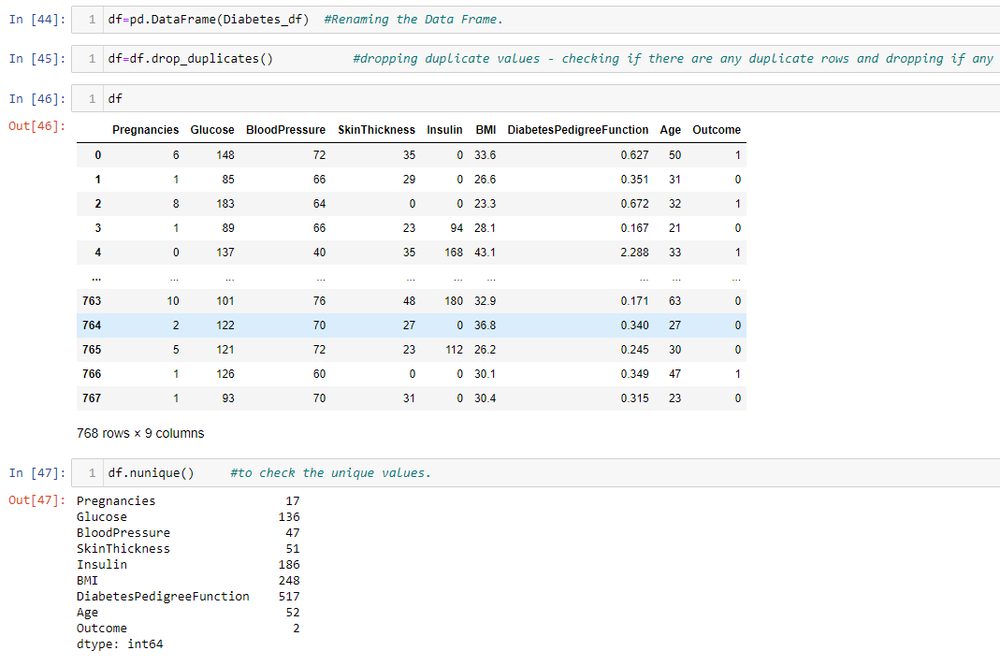 In [44]: 1 df=pd.DataFrame(Diabetes_df) #Renaming the Data Frame.
In [45]: 1 df=df.drop_duplicates() #dropping duplicate values - checking if there are any duplicate rows and dropping if any
In [46]: 1 df
Out[46]:
Pregnancies Glucose BloodPressure SkinThickness Insulin BMI DiabetesPedigreeFunction Age Outcome
0 6 148 72 35 0 33.6 0.627 50 1
1 1 85 66 29 0 26.6 0.351 31 0
2 8 183 64 0 0 23.3 0.672 32 1
3 1 89 66 23 94 28.1 0.167 21 0
4 0 137 40 35 168 43.1 2.288 33 1
... ... ... ... ... ... ... ... ... ...
763 10 101 76 48 180 32.9 0.171 63 0
764 2 122 70 27 0 36.8 0.340 27 0
765 5 121 72 23 112 26.2 0.245 30 0
766 1 126 60 0 0 30.1 0.349 47 1
767 1 93 70 31 0 30.4 0.315 23 0
768 rows × 9 columns
In [47]: 1 df.nunique() #to check the unique values.
Out[47]: Pregnancies 17
Glucose 136
BloodPressure 47
SkinThickness 51
Insulin 186
BMI 248
DiabetesPedigreeFunction 517
Age 52
Outcome 2
dtype: int64